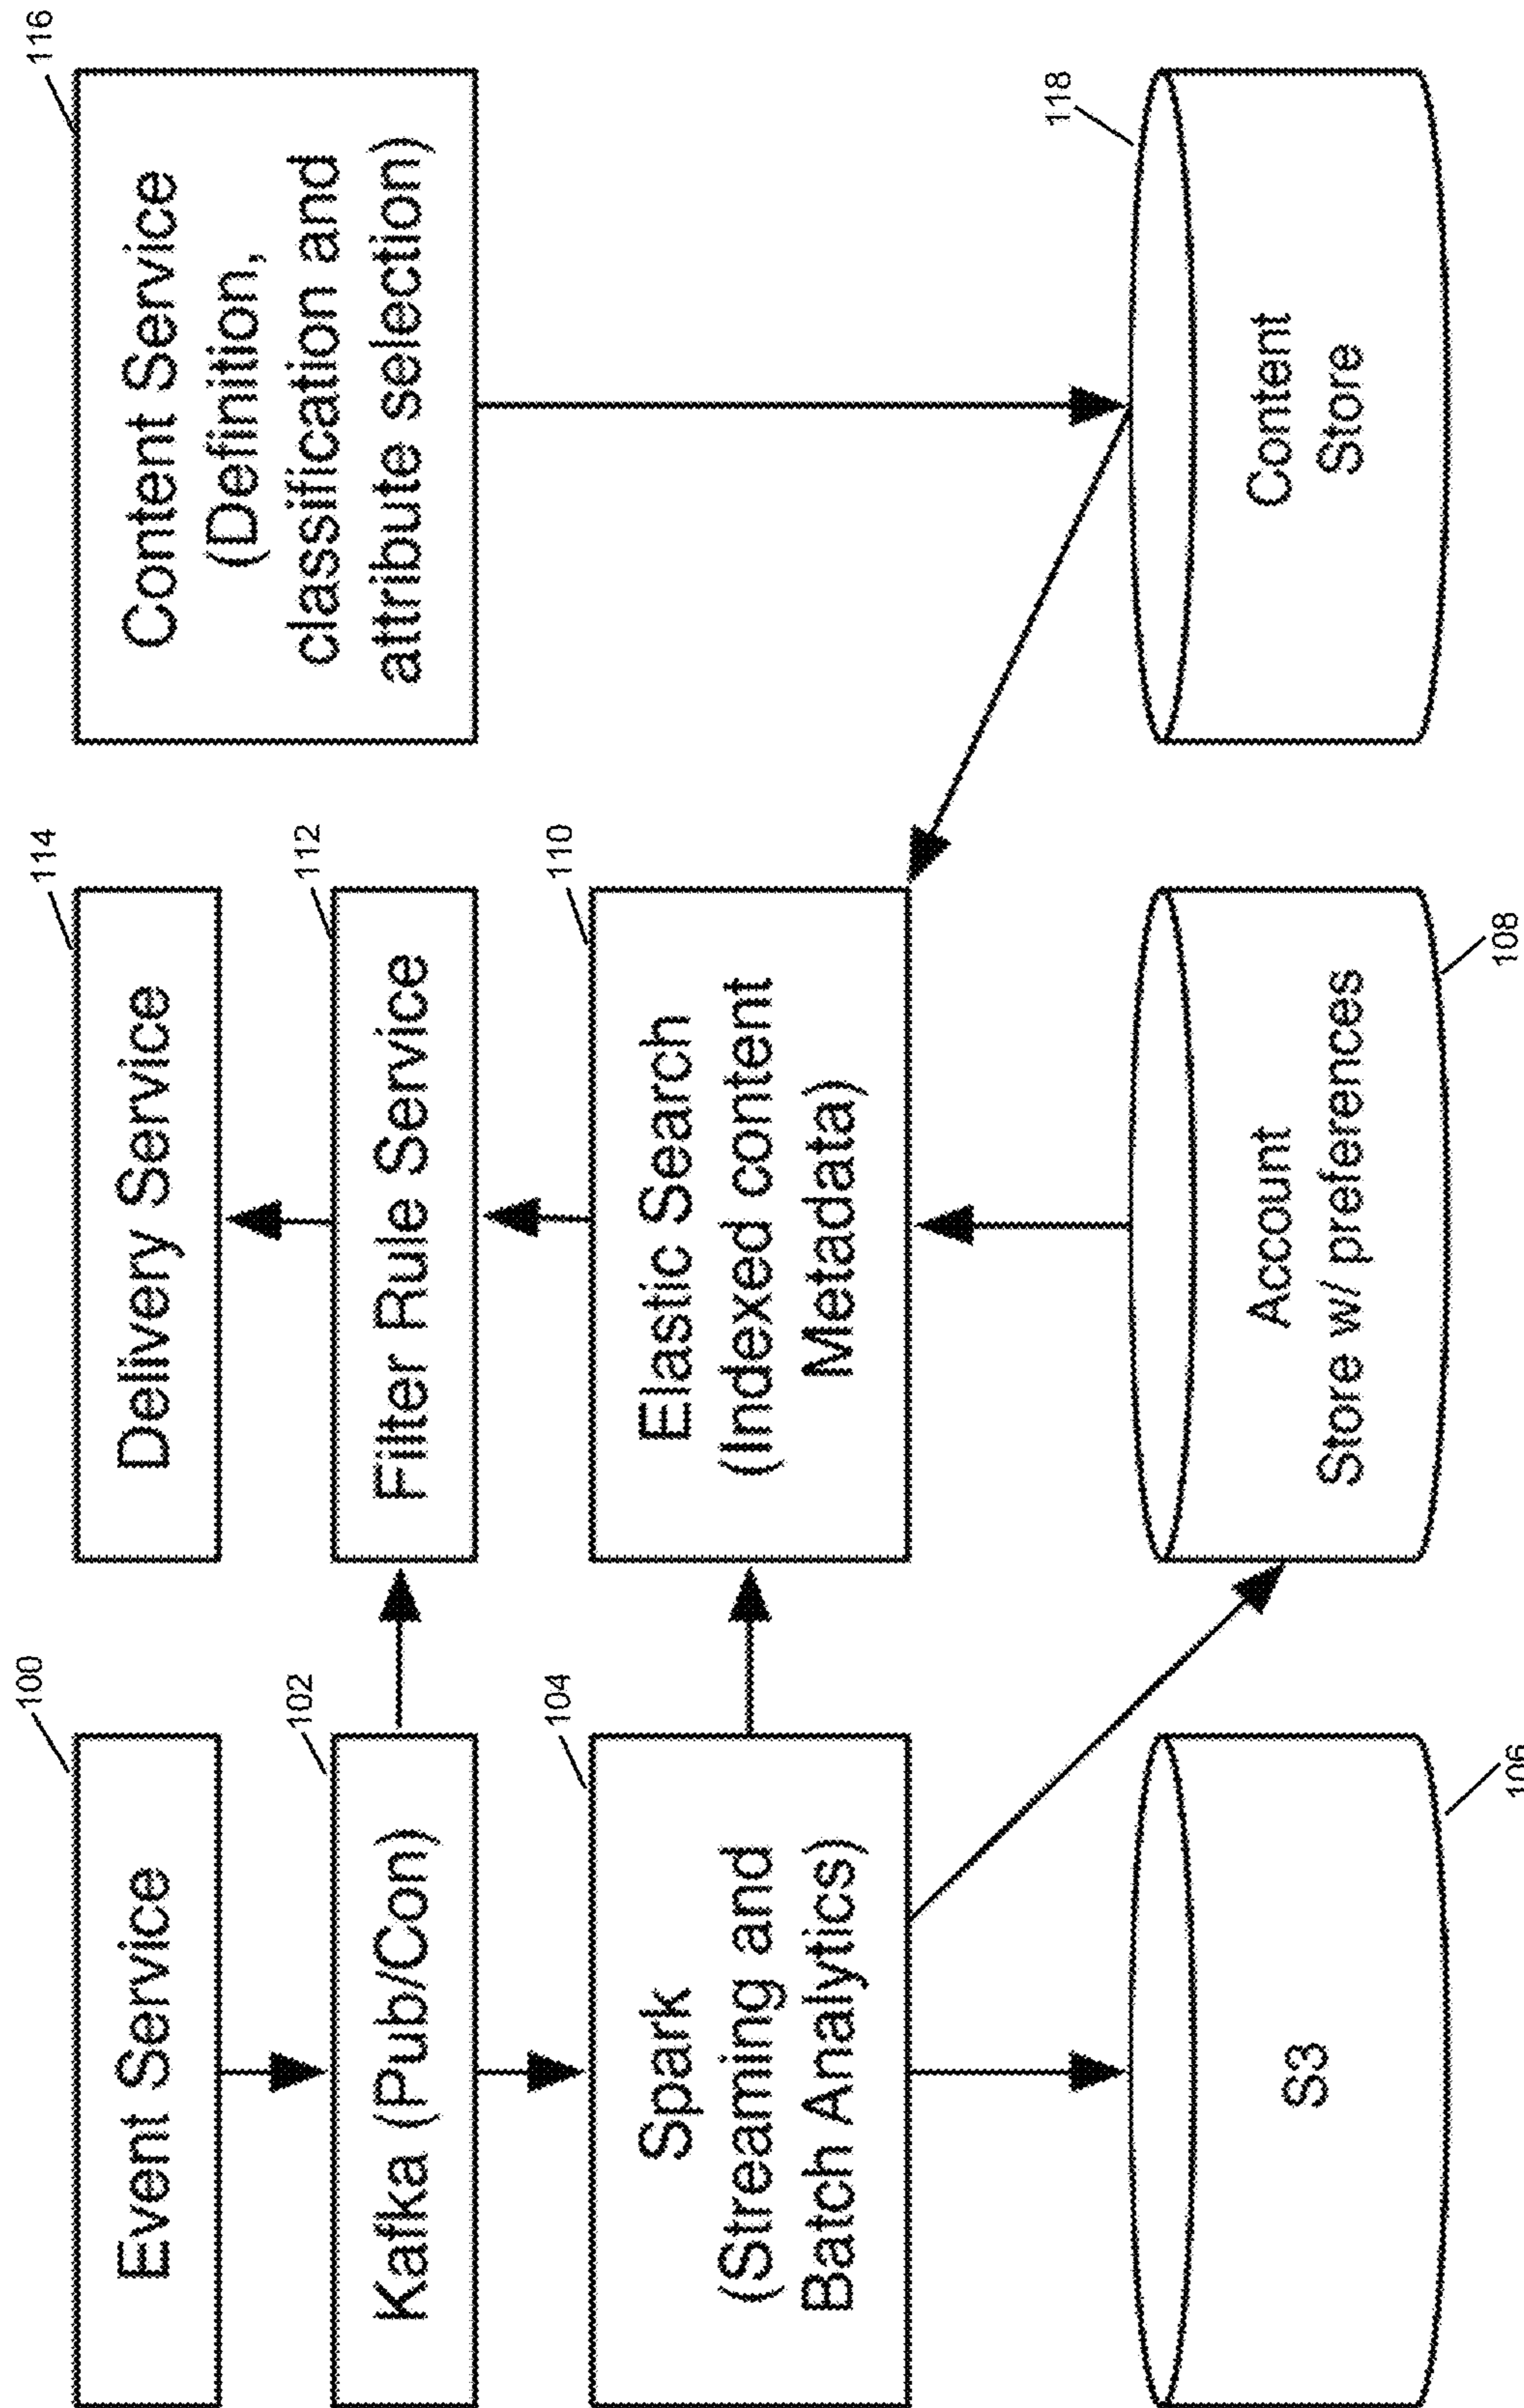 100
Event Service
102
Kafka (Pub/Con)
104
Spark
(Streaming and
Batch Analytics)
S3
106
114
Delivery Service
112
Filter Rule Service
110
Elastic Search
(Indexed content
Metadata)
Account
Store w/ preferences
108
116
Content Service
(Definition,
classification and
attribute selection)
118
Content
Store